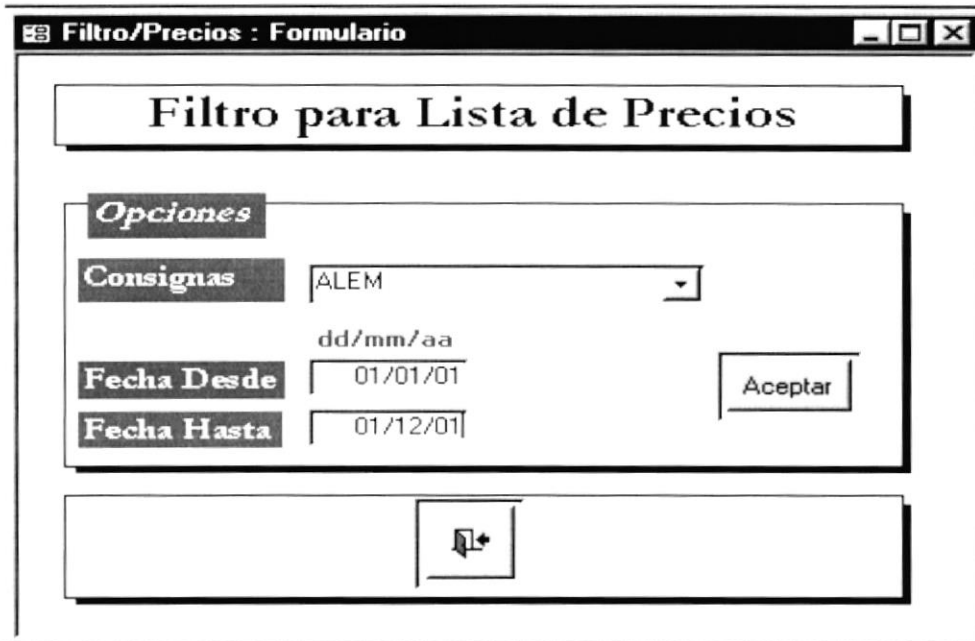 Filtro/Precios : Formulario
Filtro para Lista de Precios
Opciones
Consignas ALEM
dd/mm/aa
Fecha Desde 01/01/01
Aceptar
Fecha Hasta 01/12/01